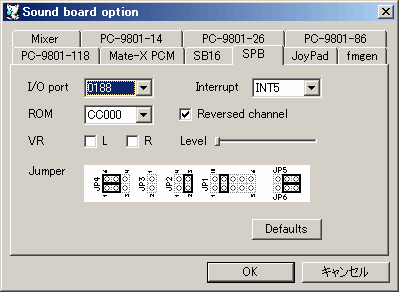 Sound board option
Mixer PC-9801-14 PC-9801-26 PC-9801-86
PC-9801-118 Mate-X PCM SB16 SPB JoyPad fmgen
I/O port 0188 Interrupt INT5
ROM CC000 Reversed channel
VR L R Level
Jumper JP4 JP3 JP2 JP1 JP5
JP6
Defaults
OK キャンセル